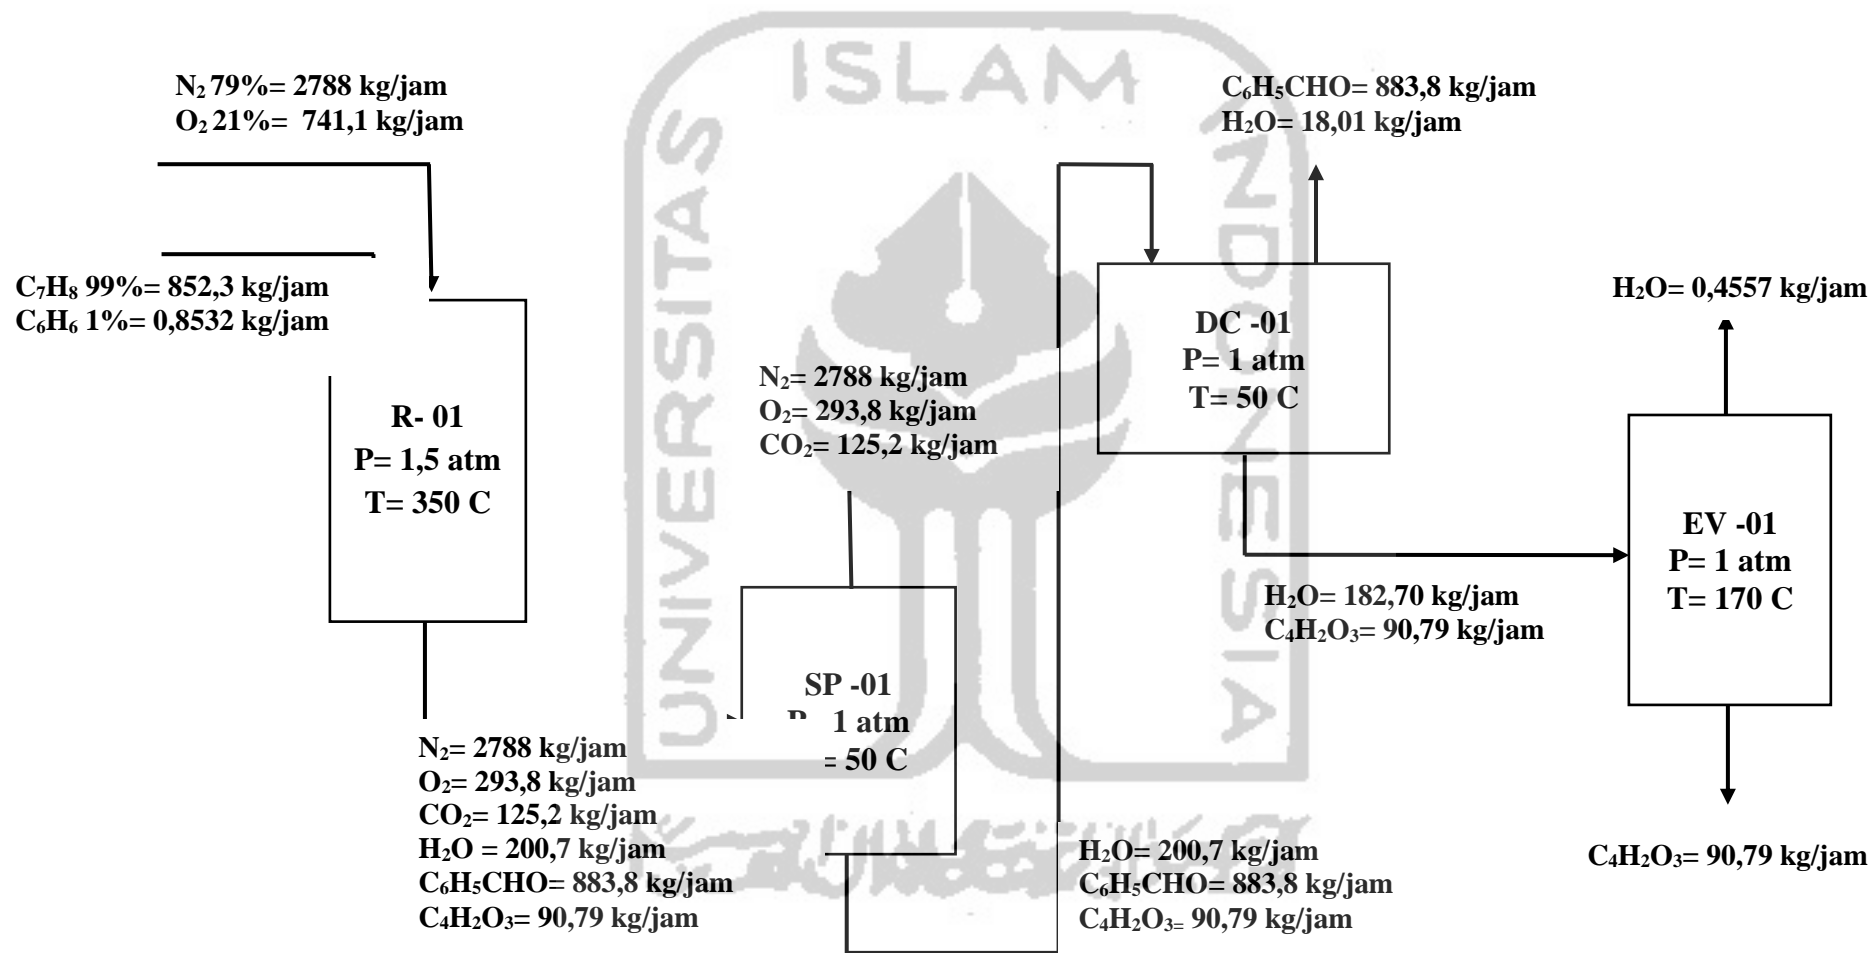 N₂ 79%= 2788 kg/jam
O₂ 21%= 741,1 kg/jam
C₇H₈ 99%= 852,3 kg/jam
C₆H₆ 1%= 0,8532 kg/jam
R- 01
P= 1,5 atm
T= 350 C
N₂= 2788 kg/jam
O₂= 293,8 kg/jam
CO₂= 125,2 kg/jam
H₂O = 200,7 kg/jam
C₆H₅CHO= 883,8 kg/jam
C₄H₂O₃= 90,79 kg/jam
N₂= 2788 kg/jam
O₂= 293,8 kg/jam
CO₂= 125,2 kg/jam
SP -01
1 atm
= 50 C
H₂O= 200,7 kg/jam
C₆H₅CHO= 883,8 kg/jam
C₄H₂O₃₌ 90,79 kg/jam
C₆H₅CHO= 883,8 kg/jam
H₂O= 18,01 kg/jam
DC -01
P= 1 atm
T= 50 C
H₂O= 182,70 kg/jam
C₄H₂O₃= 90,79 kg/jam
H₂O= 0,4557 kg/jam
EV -01
P= 1 atm
T= 170 C
C₄H₂O₃= 90,79 kg/jam
UNIVERSITAS
ISLAM
INDONESIA